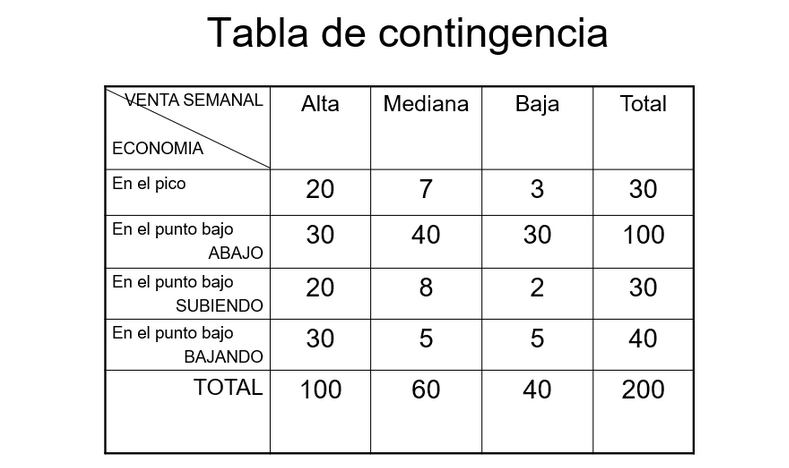 Tabla de contingencia
VENTA SEMANAL
ECONOMIA
Alta Mediana Baja Total
En el pico 20 7 3 30
En el punto bajo
ABAJO 30 40 30 100
En el punto bajo
SUBIENDO 20 8 2 30
En el punto bajo
BAJANDO 30 5 5 40
TOTAL 100 60 40 200